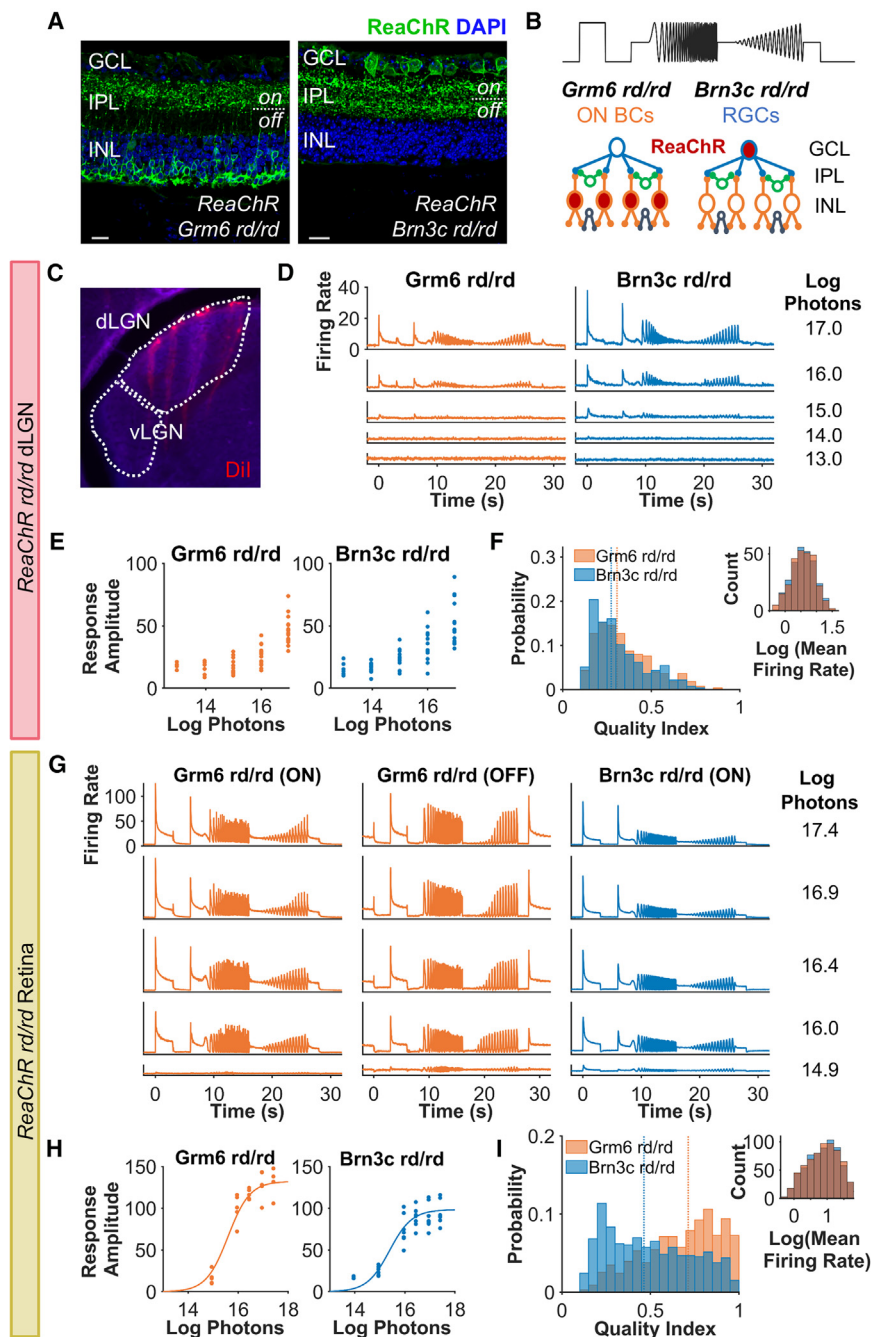 A
ReaChR DAPI
GCL
IPL
on
off
INL
ReaChR
Grm6 rd/rd
GCL
IPL
on
off
INL
ReaChR
Brn3c rd/rd
B
Grm6 rd/rd
Brn3c rd/rd
ON BCs
RGCs
ReaChR
GCL
IPL
INL
ReaChR rd/rd dLGN
C
dLGN
vLGN
DiI
D
Grm6 rd/rd
Brn3c rd/rd
Log
Photons
Firing Rate
40
20
0
17.0
16.0
15.0
14.0
13.0
0 10 20 30
0 10 20 30
Time (s)
Time (s)
E
Grm6 rd/rd
Brn3c rd/rd
Response
Amplitude
100
50
0
100
50
0
14 16
14 16
Log Photons
Log Photons
F
Grm6 rd/rd
Brn3c rd/rd
Probability
0.3
0.2
0.1
0
0 0.5 1
Quality Index
Count
50
0
0 1.5
Log (Mean
Firing Rate)
ReaChR rd/rd Retina
G
Grm6 rd/rd (ON)
Grm6 rd/rd (OFF)
Brn3c rd/rd (ON)
Log
Photons
Firing Rate
100
50
0
17.4
16.9
16.4
16.0
14.9
0 10 20 30
0 10 20 30
0 10 20 30
Time (s)
Time (s)
Time (s)
H
Grm6 rd/rd
Brn3c rd/rd
Response
Amplitude
150
100
50
0
150
100
50
0
14 16 18
14 16 18
Log Photons
Log Photons
I
Grm6 rd/rd
Brn3c rd/rd
Probability
0.2
0.1
0
0 0.5 1
Quality Index
Count
100
50
0
0 1
Log(Mean
Firing Rate)